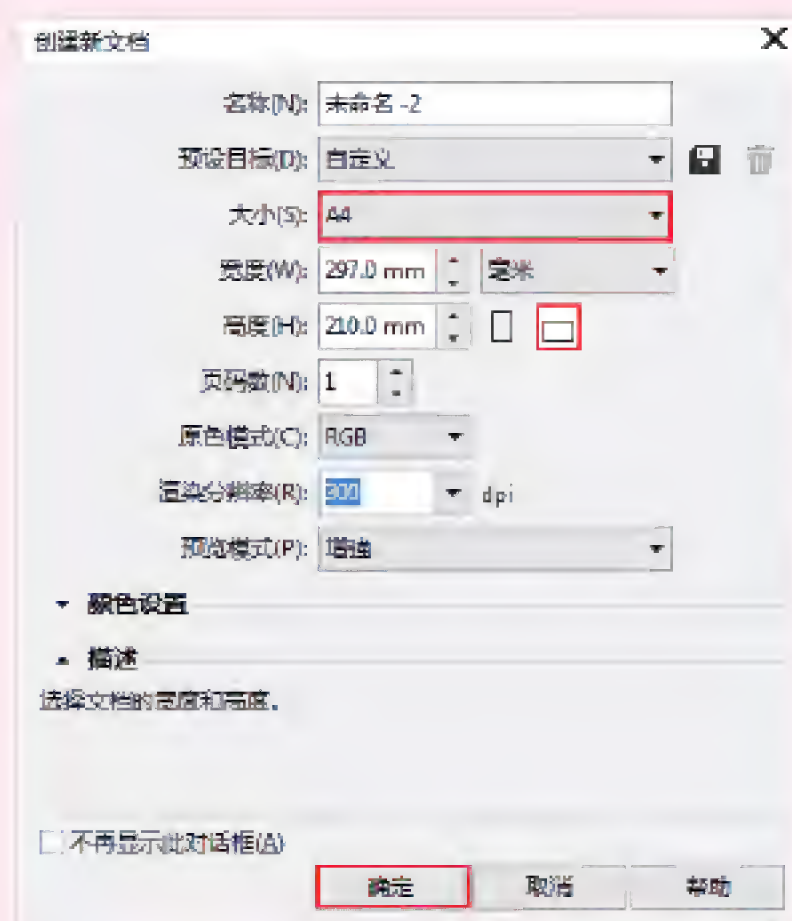 创建新文档
名称(N): 未命名 -2
预设目标(D): 自定义
大小(S): A4
宽度(W): 297.0 mm 毫米
高度(H): 210.0 mm
页码数(N): 1
原色模式(C): RGB
渲染分辨率(R): 300 dpi
预览模式(P): 增强
颜色设置
描述
选择文档的宽度和高度。
不再显示此对话框(A)
确定 取消 帮助